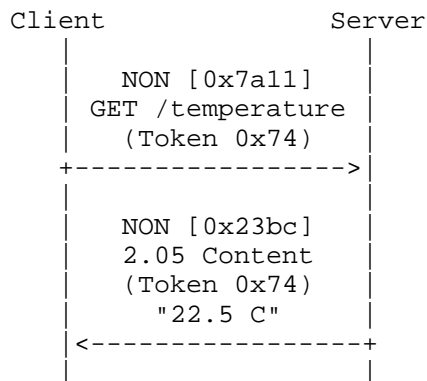 Client Server
NON [0x7a11]
GET /temperature
(Token 0x74)
NON [0x23bc]
2.05 Content
(Token 0x74)
"22.5 C"